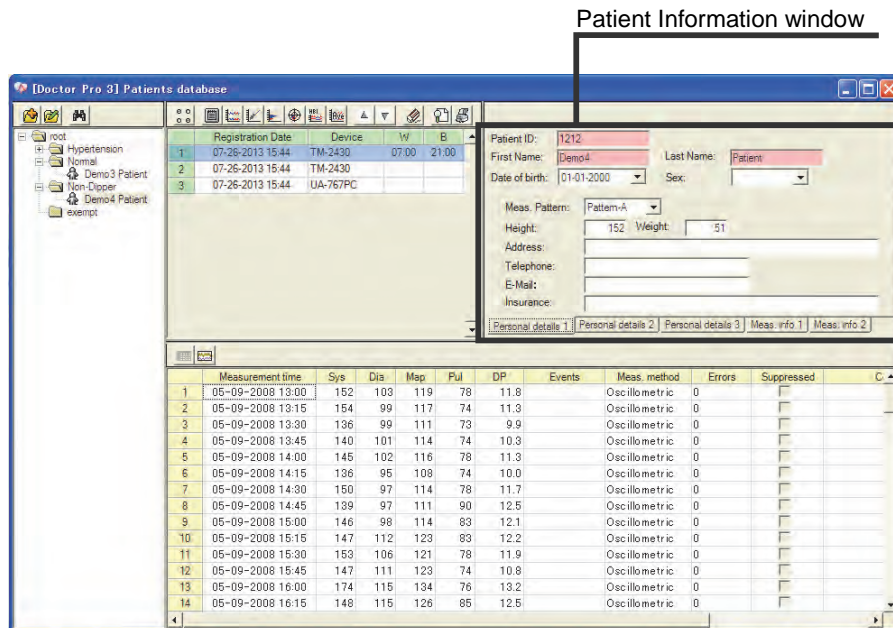 Patient Information window
[Doctor Pro 3] Patients database
root
Hypertension
Normal
Demo3 Patient
Non-Dipper
Demo4 Patient
exempt
Registration Date Device W B
1 07-26-2013 15:44 TM-2430 07:00 21:00
2 07-26-2013 15:44 TM-2430
3 07-26-2013 15:44 UA-767PC
Patient ID: 1212
First Name: Demo4 Last Name: Patient
Date of birth: 01-01-2000 Sex:
Meas. Pattern: Pattern-A
Height: 152 Weight: 51
Address:
Telephone:
E-Mail:
Insurance:
Personal details 1 Personal details 2 Personal details 3 Meas. info 1 Meas. info 2
Measurement time Sys Dia Map Pul DP Events Meas. method Errors Suppressed C
1 05-09-2008 13:00 152 103 119 78 11.8 Oscillometric 0
2 05-09-2008 13:15 154 99 117 74 11.3 Oscillometric 0
3 05-09-2008 13:30 136 99 111 73 9.9 Oscillometric 0
4 05-09-2008 13:45 140 101 114 74 10.3 Oscillometric 0
5 05-09-2008 14:00 145 102 116 78 11.3 Oscillometric 0
6 05-09-2008 14:15 136 95 108 74 10.0 Oscillometric 0
7 05-09-2008 14:30 150 97 114 78 11.7 Oscillometric 0
8 05-09-2008 14:45 139 97 111 90 12.5 Oscillometric 0
9 05-09-2008 15:00 146 98 114 83 12.1 Oscillometric 0
10 05-09-2008 15:15 147 112 123 83 12.2 Oscillometric 0
11 05-09-2008 15:30 153 106 121 78 11.9 Oscillometric 0
12 05-09-2008 15:45 147 111 123 74 10.8 Oscillometric 0
13 05-09-2008 16:00 174 115 134 76 13.2 Oscillometric 0
14 05-09-2008 16:15 148 115 126 85 12.5 Oscillometric 0